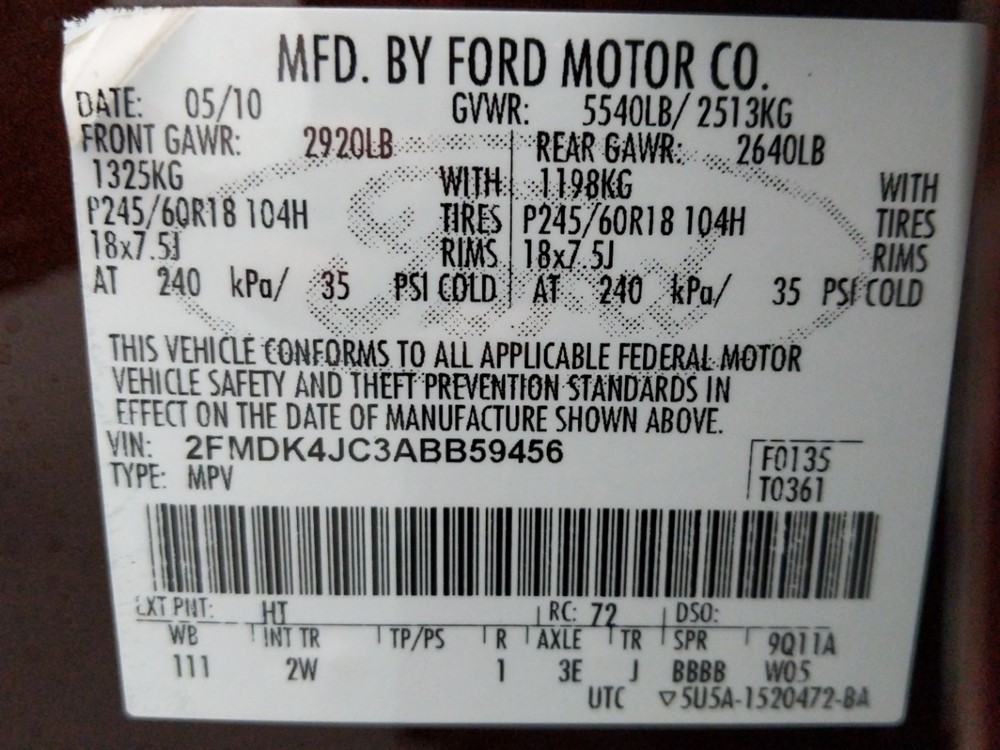 MFD. BY FORD MOTOR CO.
DATE: 05/10 GVWR: 5540LB/ 2513KG
FRONT GAWR: 2920LB REAR GAWR: 2640LB
1325KG WITH 1198KG WITH
P245/60R18 104H TIRES P245/60R18 104H TIRES
18x7.5J RIMS 18x7.5J RIMS
AT 240 kPa/ 35 PSI COLD AT 240 kPa/ 35 PSI COLD
THIS VEHICLE CONFORMS TO ALL APPLICABLE FEDERAL MOTOR
VEHICLE SAFETY AND THEFT PREVENTION STANDARDS IN
EFFECT ON THE DATE OF MANUFACTURE SHOWN ABOVE.
VIN: 2FMDK4JC3ABB59456 F0135
TYPE: MPV T0361
EXT PNT: HT RC: 72 DSO:
WB INT TR TP/PS R AXLE TR SPR 9Q11A
111 2W 1 3E J BBBB W05
UTC ▽5U5A-1520472-BA